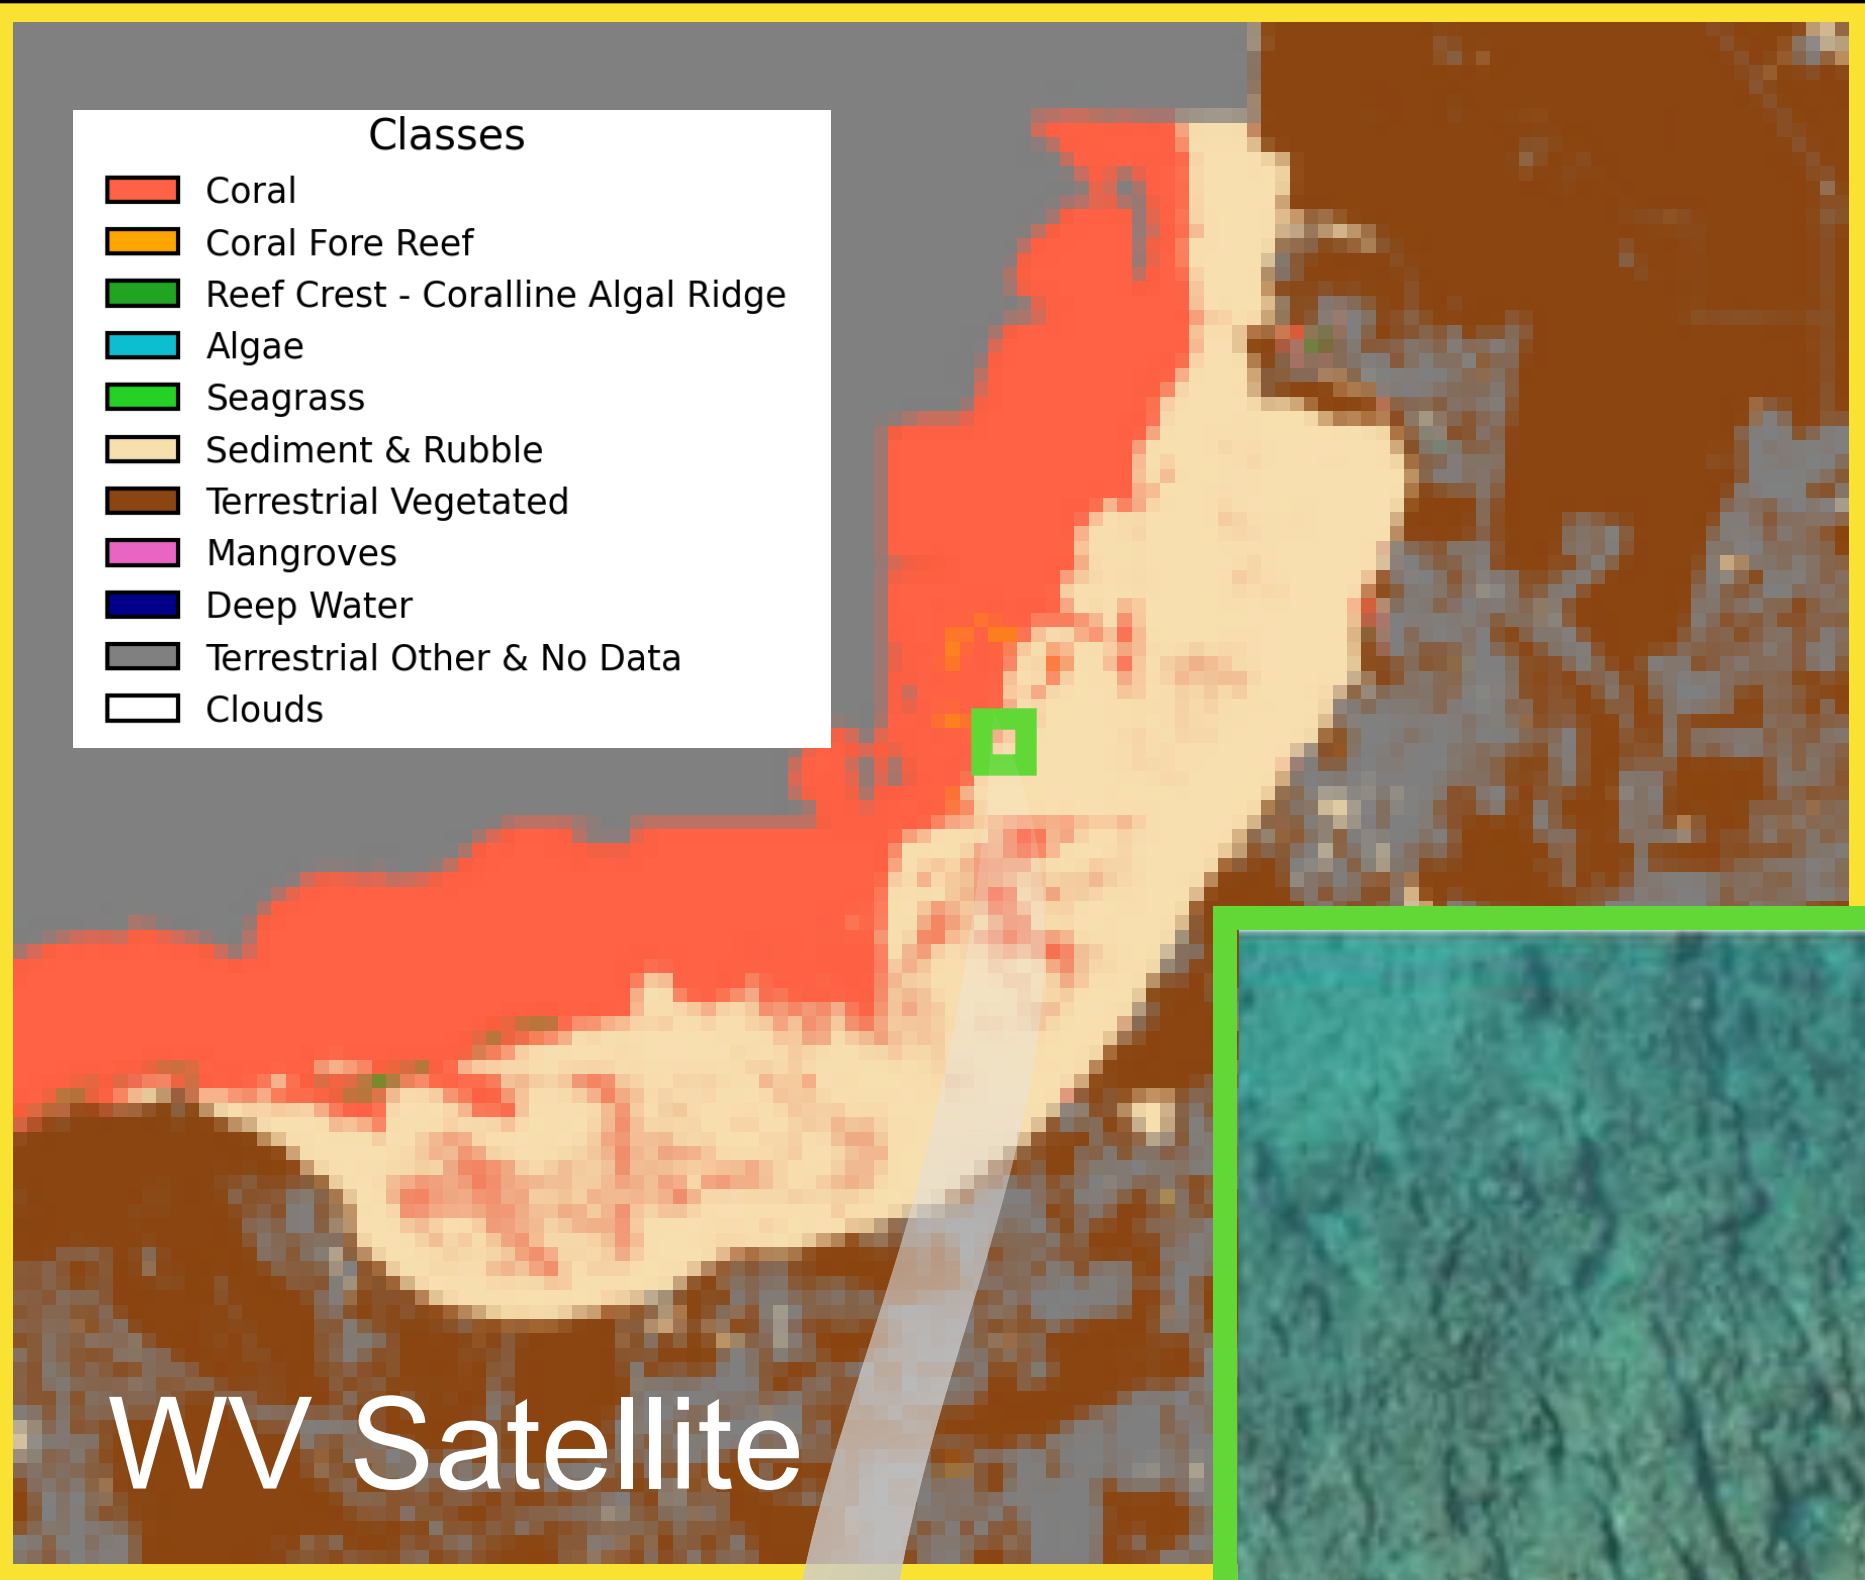 Classes
Coral
Coral Fore Reef
Reef Crest - Coralline Algal Ridge
Algae
Seagrass
Sediment & Rubble
Terrestrial Vegetated
Mangroves
Deep Water
Terrestrial Other & No Data
Clouds
WV Satellite